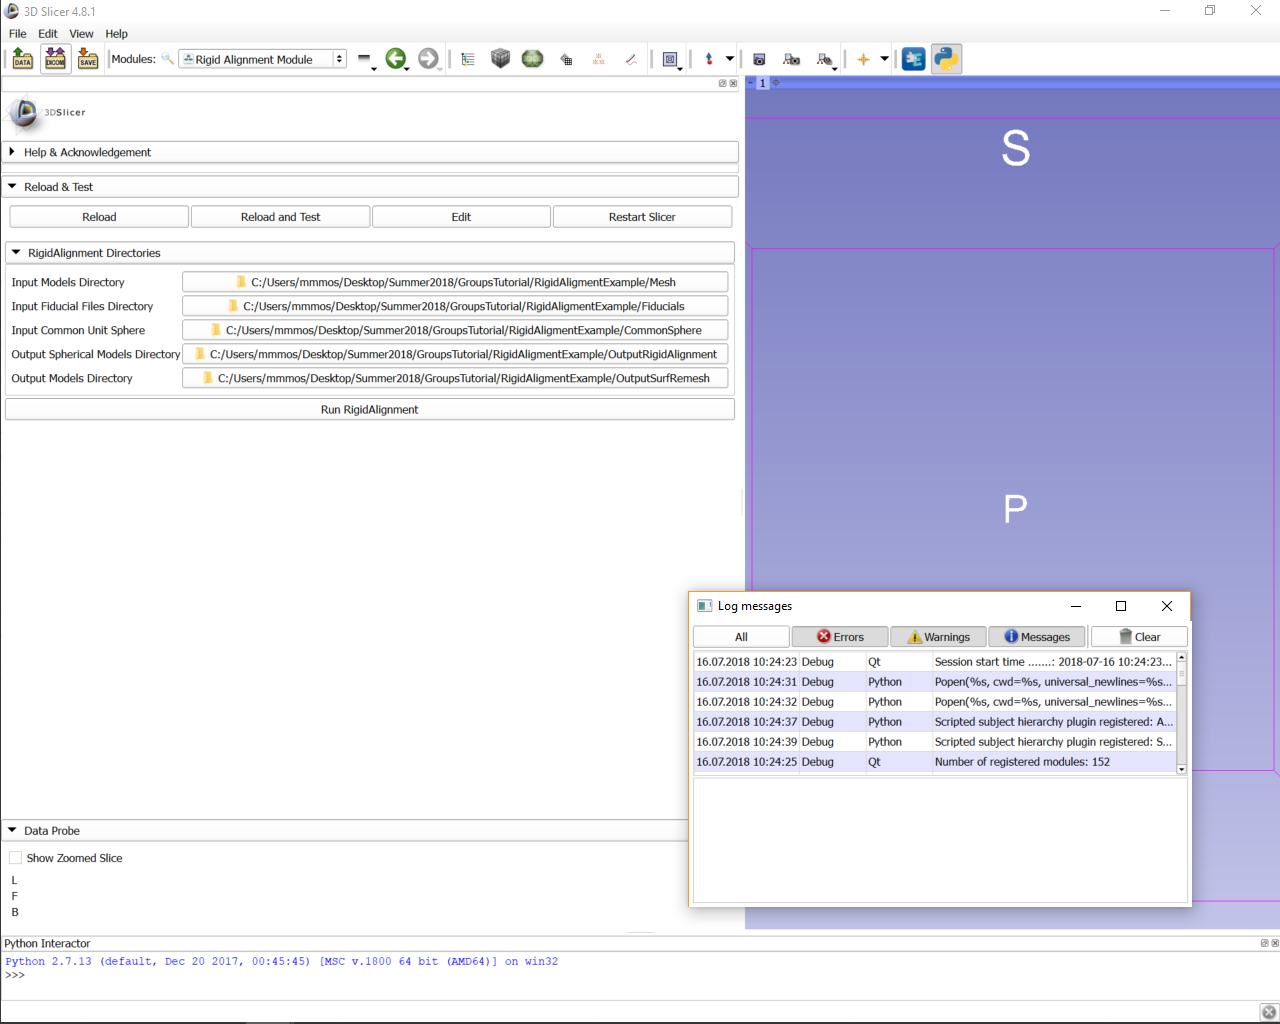 3D Slicer 4.8.1
File Edit View Help
DATA DICOM SAVE Modules: Rigid Alignment Module
1
3DSlicer
Help & Acknowledgement
Reload & Test
Reload Reload and Test Edit Restart Slicer
RigidAlignment Directories
Input Models Directory C:/Users/mmmos/Desktop/Summer2018/GroupsTutorial/RigidAligmentExample/Mesh
Input Fiducial Files Directory C:/Users/mmmos/Desktop/Summer2018/GroupsTutorial/RigidAligmentExample/Fiducials
Input Common Unit Sphere C:/Users/mmmos/Desktop/Summer2018/GroupsTutorial/RigidAligmentExample/CommonSphere
Output Spherical Models Directory C:/Users/mmmos/Desktop/Summer2018/GroupsTutorial/RigidAligmentExample/OutputRigidAlignment
Output Models Directory C:/Users/mmmos/Desktop/Summer2018/GroupsTutorial/RigidAligmentExample/OutputSurfRemesh
Run RigidAlignment
S
P
Log messages
All Errors Warnings Messages Clear
16.07.2018 10:24:23 Debug Qt Session start time .......: 2018-07-16 10:24:23...
16.07.2018 10:24:31 Debug Python Popen(%s, cwd=%s, universal_newlines=%s...
16.07.2018 10:24:32 Debug Python Popen(%s, cwd=%s, universal_newlines=%s...
16.07.2018 10:24:37 Debug Python Scripted subject hierarchy plugin registered: A...
16.07.2018 10:24:39 Debug Python Scripted subject hierarchy plugin registered: S...
16.07.2018 10:24:25 Debug Qt Number of registered modules: 152
Data Probe
Show Zoomed Slice
L
F
B
Python Interactor
Python 2.7.13 (default, Dec 20 2017, 00:45:45) [MSC v.1800 64 bit (AMD64)] on win32
>>>